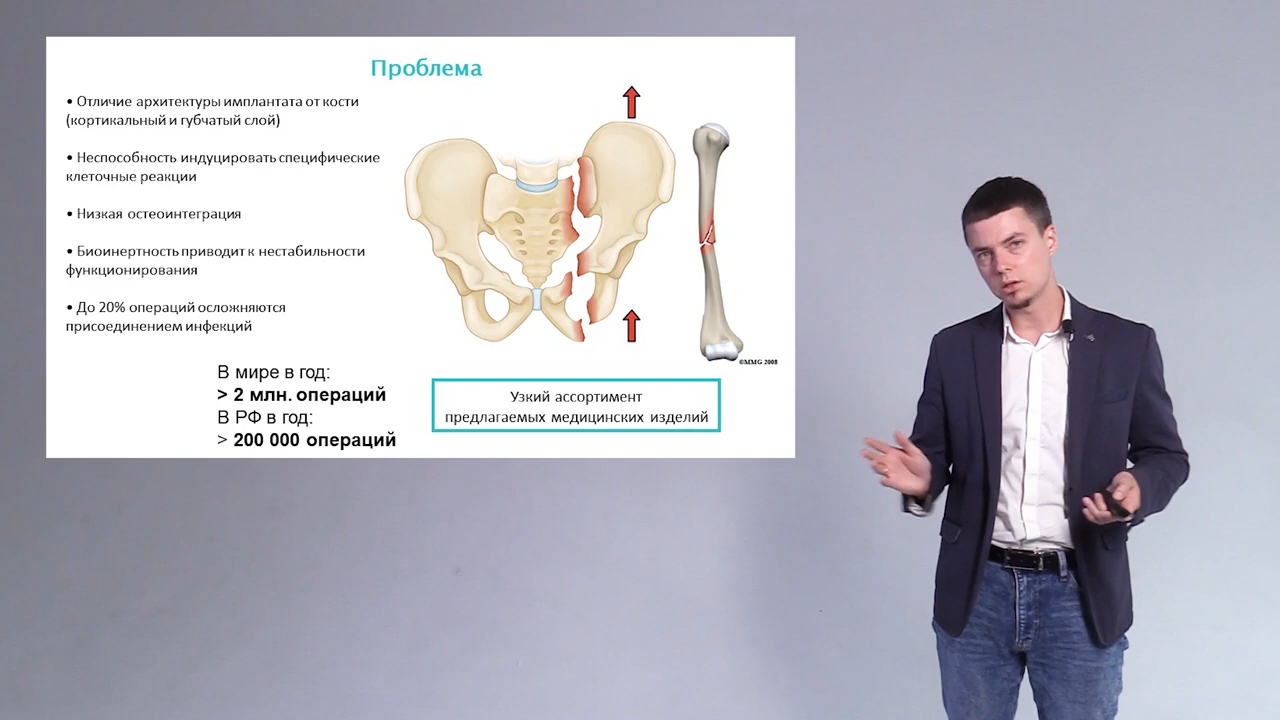 Проблема
• Отличие архитектуры имплантата от кости
(кортикальный и губчатый слой)
• Неспособность индуцировать специфические
клеточные реакции
• Низкая остеоинтеграция
• Биоинертность приводит к нестабильности
функционирования
• До 20% операций осложняются
присоединением инфекций
©MMG 2008
В мире в год:
> 2 млн. операций
В РФ в год:
> 200 000 операций
Узкий ассортимент
предлагаемых медицинских изделий